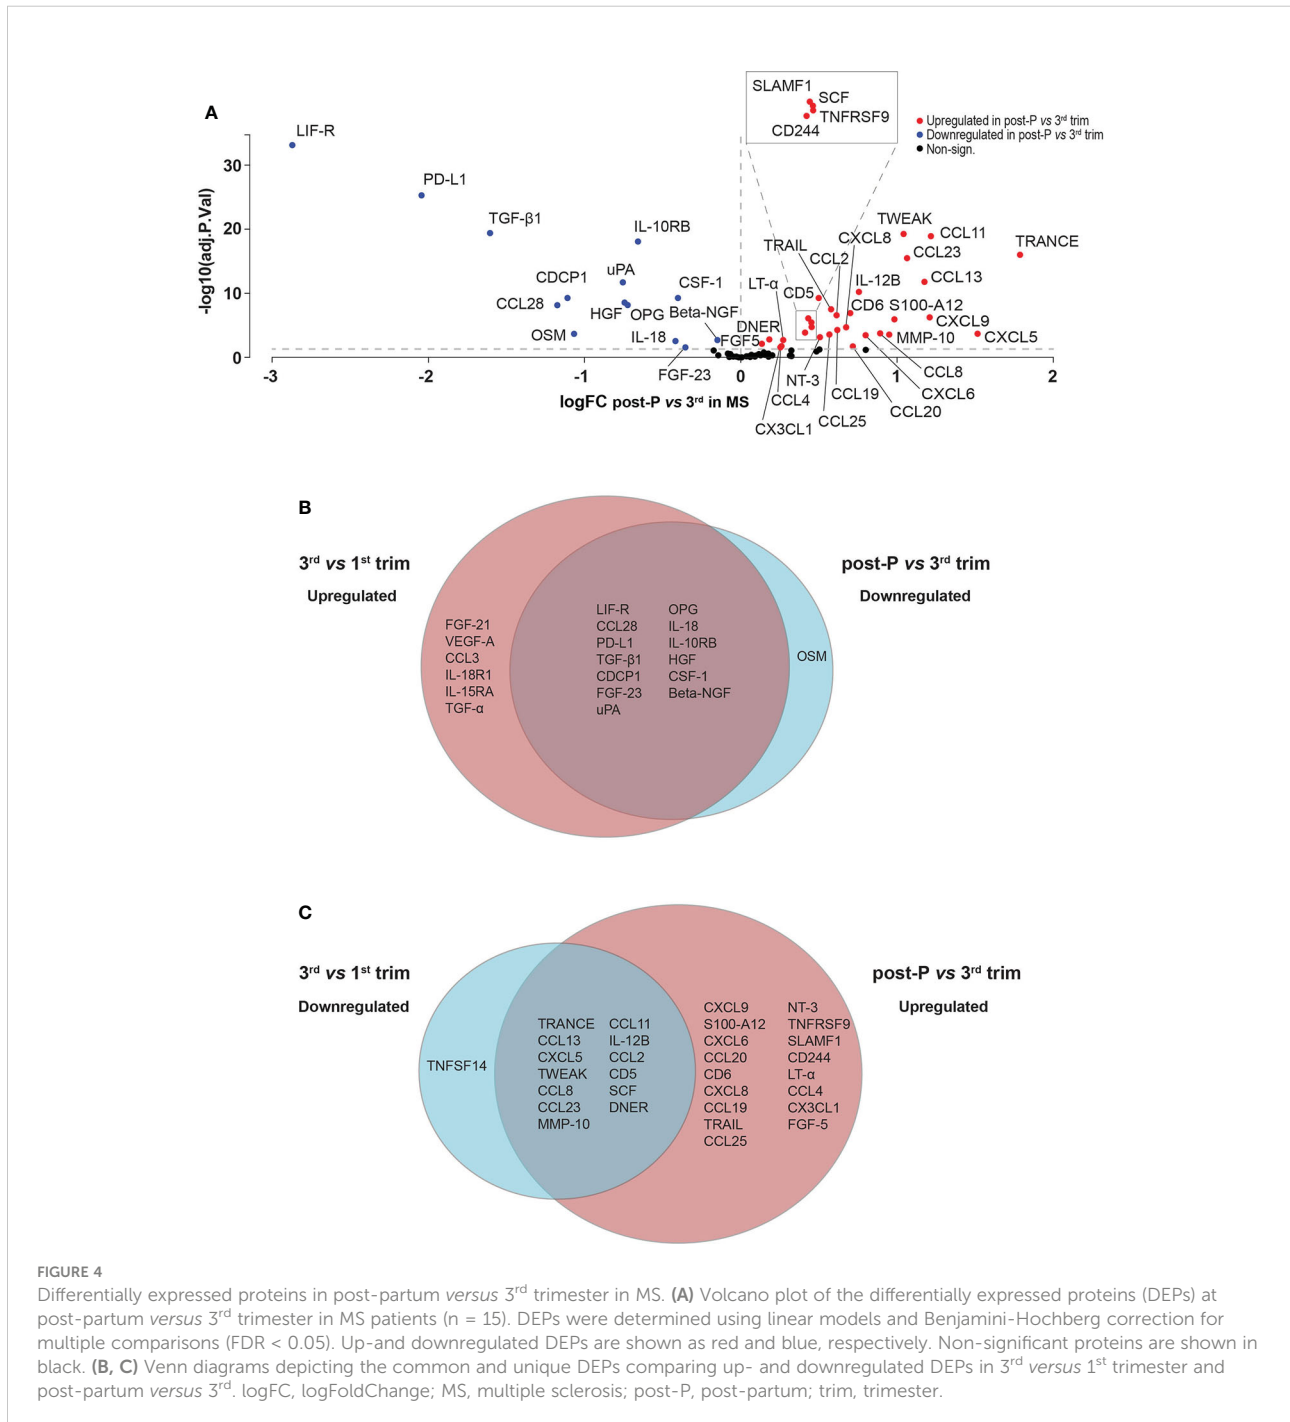 A
SLAMF1
SCF
TNFRSF9
CD244
Upregulated in post-P vs 3rd trim
Downregulated in post-P vs 3rd trim
Non-sign.
-log10(adj.P.Val)
30
20
10
0
LIF-R
PD-L1
TGF-β1
IL-10RB
TWEAK
CCL11
TRANCE
CXCL8
CCL23
TRAIL
CCL2
uPA
CDCP1
CSF-1
LT-α
CD5
IL-12B
CCL13
CCL28
HGF
OPG
Beta-NGF
CD6
S100-A12
CXCL9
OSM
IL-18
DNER
FGF5
MMP-10
CXCL5
FGF-23
NT-3
CCL8
CCL4
CCL19
CXCL6
CX3CL1
CCL25
CCL20
-3
-2
-1
0
1
2
logFC post-P vs 3rd in MS
B
3rd vs 1st trim
Upregulated
post-P vs 3rd trim
Downregulated
FGF-21
VEGF-A
CCL3
IL-18R1
IL-15RA
TGF-α
LIF-R
CCL28
PD-L1
TGF-β1
CDCP1
FGF-23
uPA
OPG
IL-18
IL-10RB
HGF
CSF-1
Beta-NGF
OSM
C
3rd vs 1st trim
Downregulated
post-P vs 3rd trim
Upregulated
TNFSF14
TRANCE
CCL13
CXCL5
TWEAK
CCL8
CCL23
MMP-10
CCL11
IL-12B
CCL2
CD5
SCF
DNER
CXCL9
S100-A12
CXCL6
CCL20
CD6
CXCL8
CCL19
TRAIL
CCL25
NT-3
TNFRSF9
SLAMF1
CD244
LT-α
CCL4
CX3CL1
FGF-5
FIGURE 4
Differentially expressed proteins in post-partum versus 3rd trimester in MS. (A) Volcano plot of the differentially expressed proteins (DEPs) at
post-partum versus 3rd trimester in MS patients (n = 15). DEPs were determined using linear models and Benjamini-Hochberg correction for
multiple comparisons (FDR < 0.05). Up-and downregulated DEPs are shown as red and blue, respectively. Non-significant proteins are shown in
black. (B, C) Venn diagrams depicting the common and unique DEPs comparing up- and downregulated DEPs in 3rd versus 1st trimester and
post-partum versus 3rd. logFC, logFoldChange; MS, multiple sclerosis; post-P, post-partum; trim, trimester.